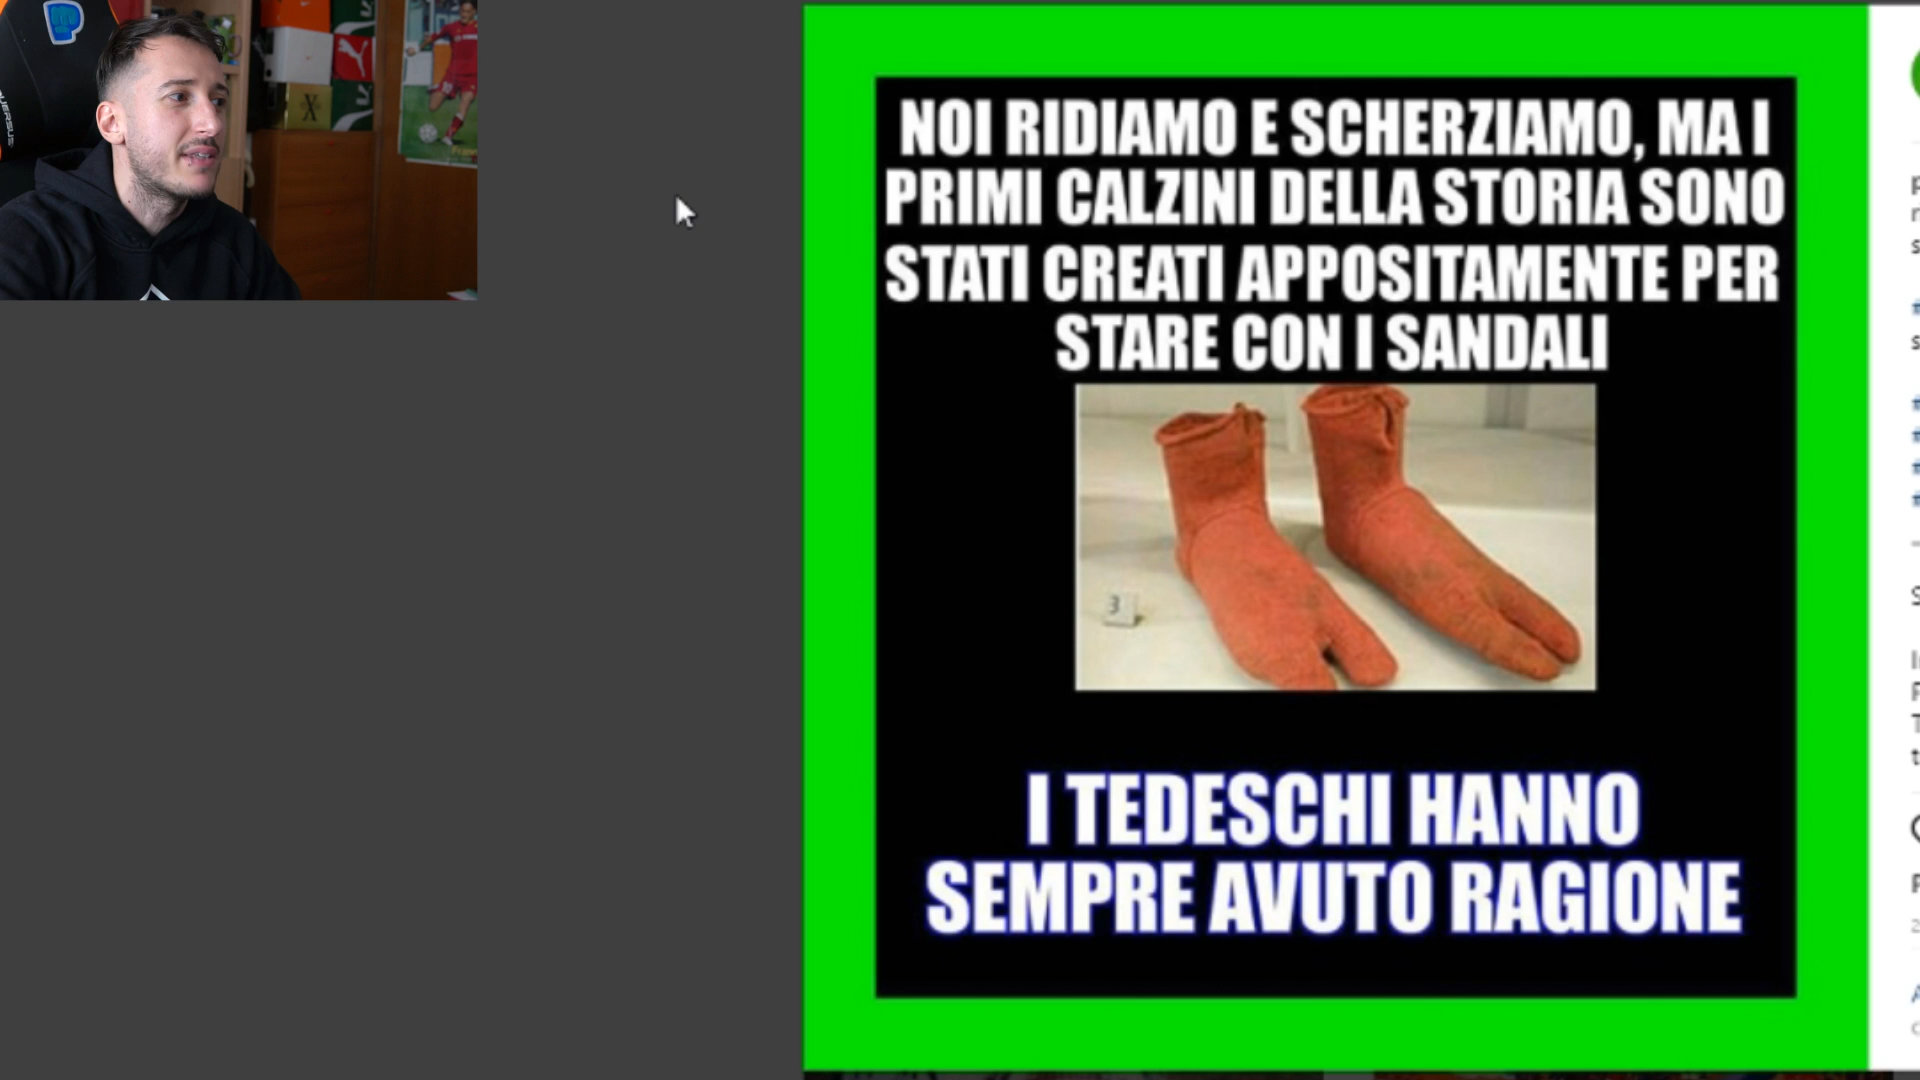 NOI RIDIAMO E SCHERZIAMO, MA I
PRIMI CALZINI DELLA STORIA SONO
STATI CREATI APPOSITAMENTE PER
STARE CON I SANDALI
3
I TEDESCHI HANNO
SEMPRE AVUTO RAGIONE